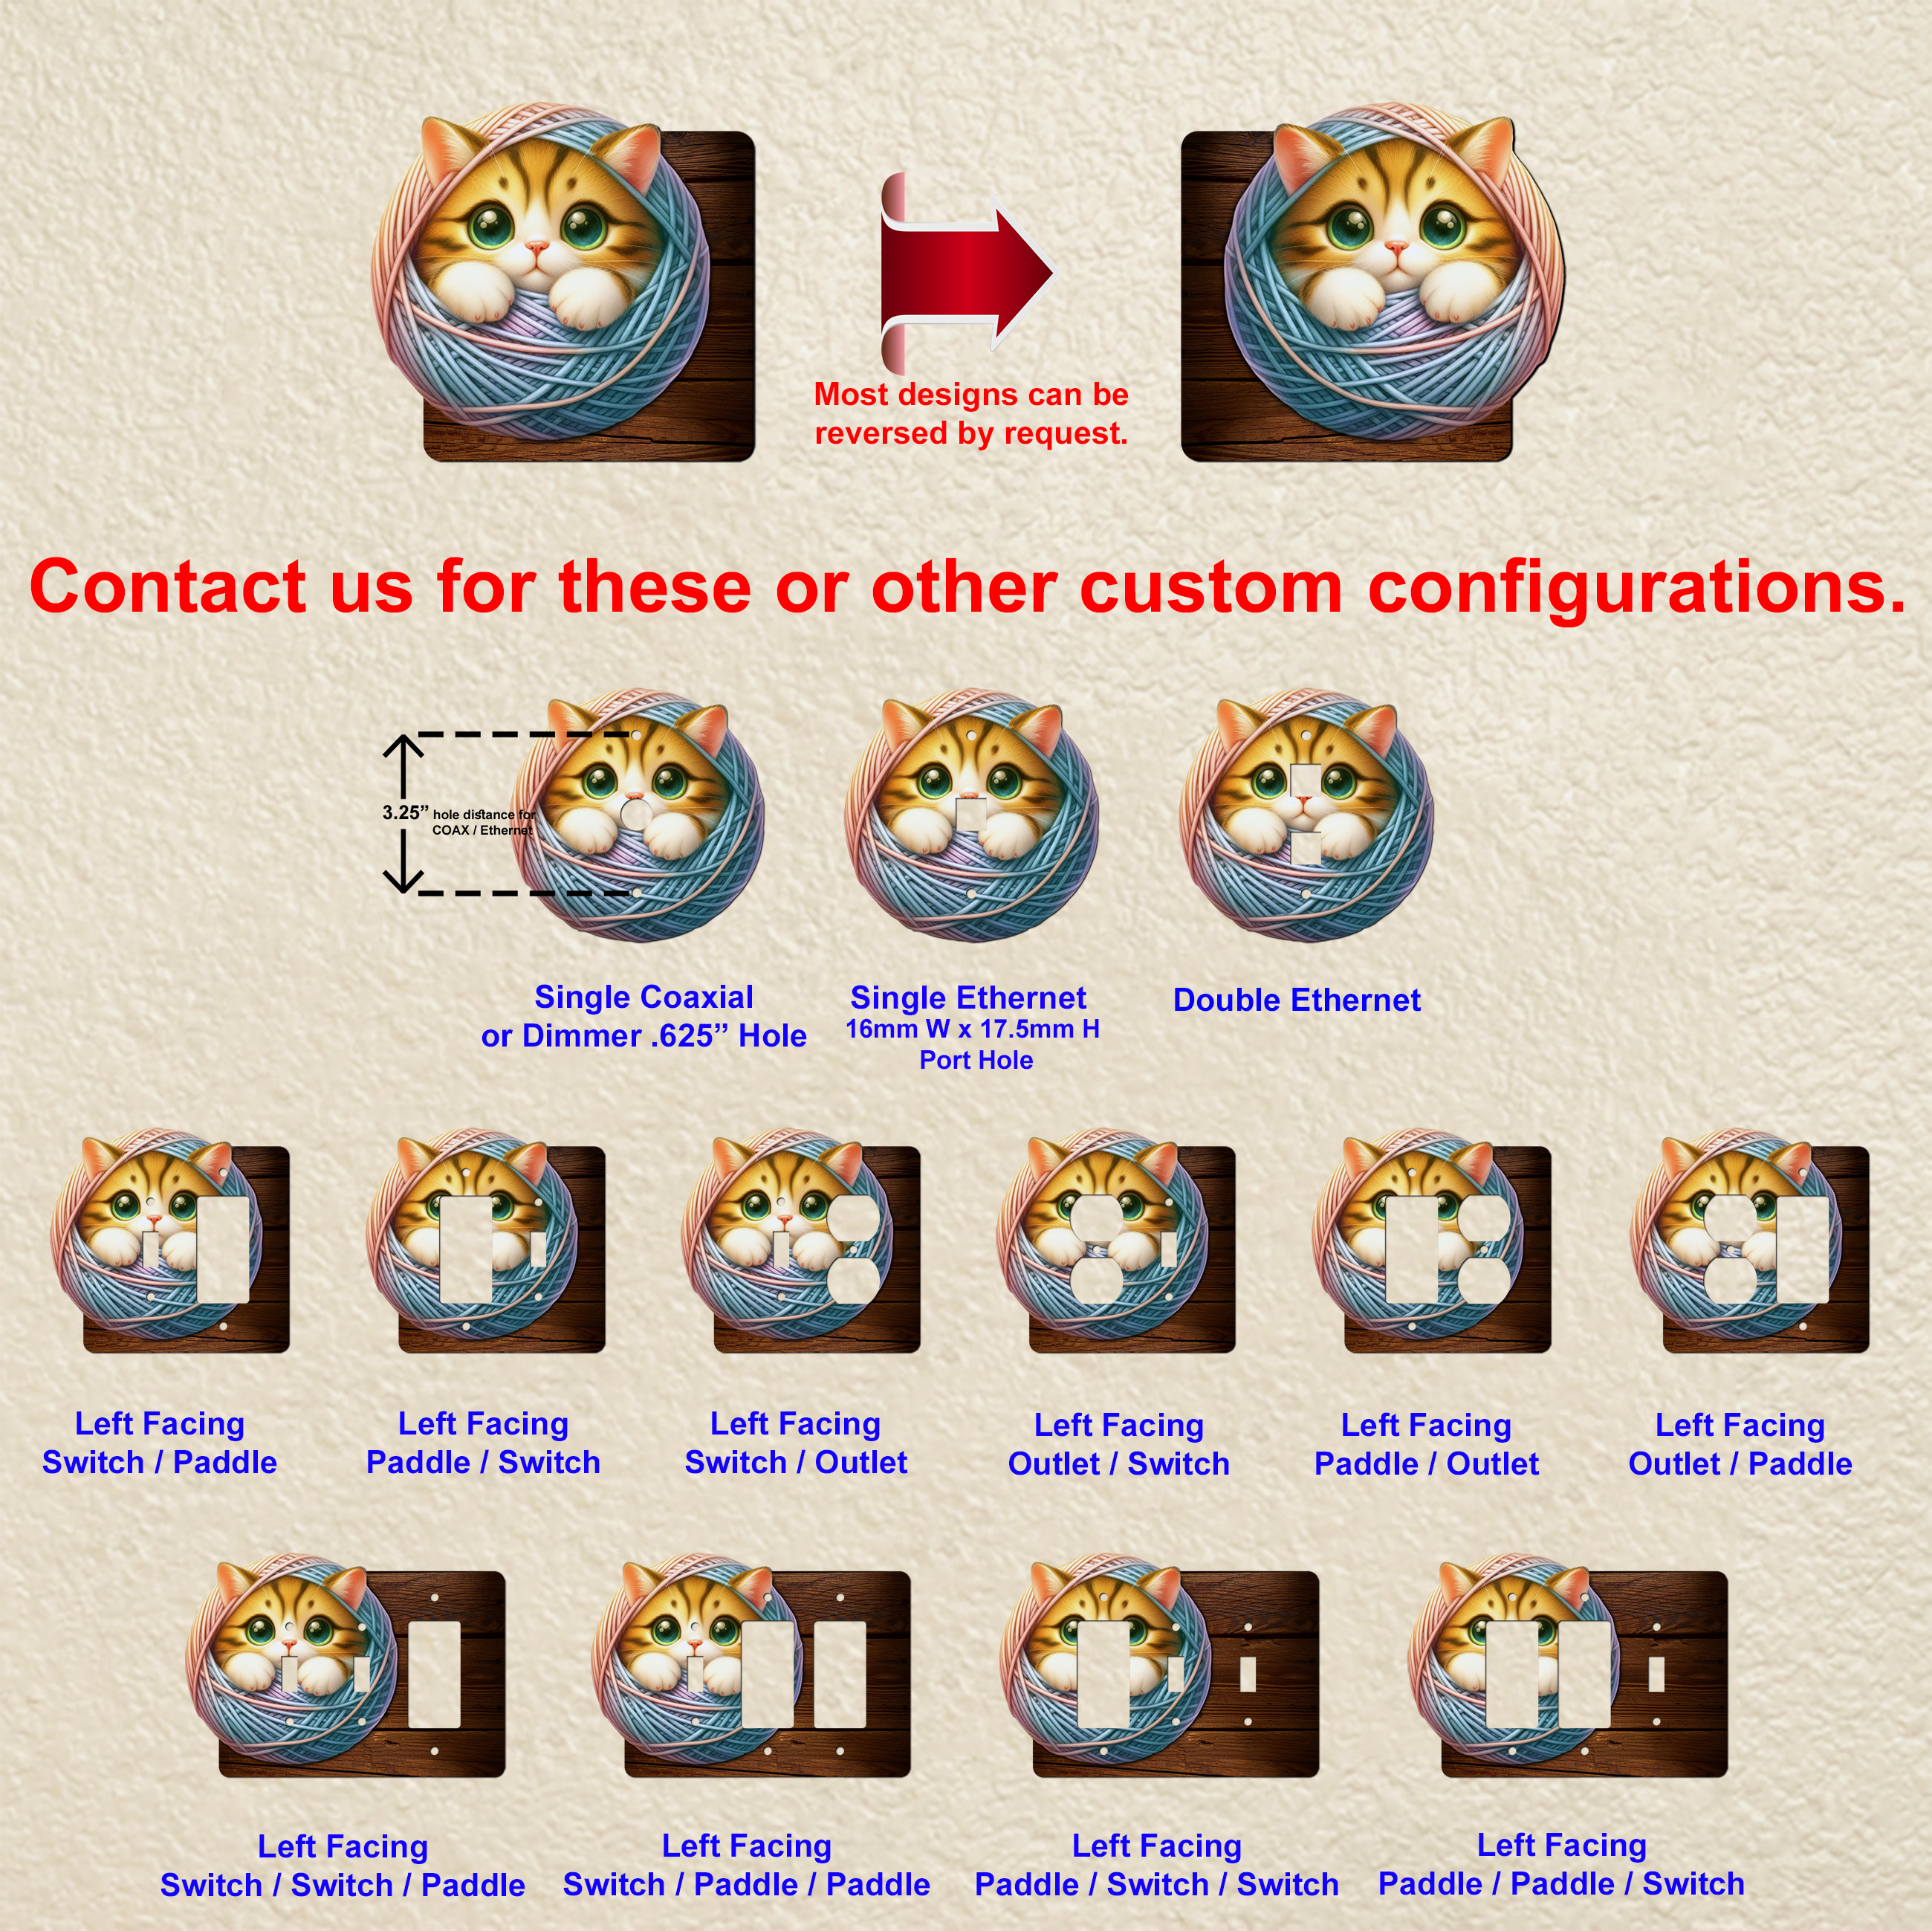 Most designs can be
reversed by request.
Contact us for these or other custom configurations.
3.25” hole distance for
COAX / Ethernet
Single Coaxial
or Dimmer .625” Hole
Single Ethernet
16mm W x 17.5mm H
Port Hole
Double Ethernet
Left Facing
Switch / Paddle
Left Facing
Paddle / Switch
Left Facing
Switch / Outlet
Left Facing
Outlet / Switch
Left Facing
Paddle / Outlet
Left Facing
Outlet / Paddle
Left Facing
Switch / Switch / Paddle
Left Facing
Switch / Paddle / Paddle
Left Facing
Paddle / Switch / Switch
Left Facing
Paddle / Paddle / Switch